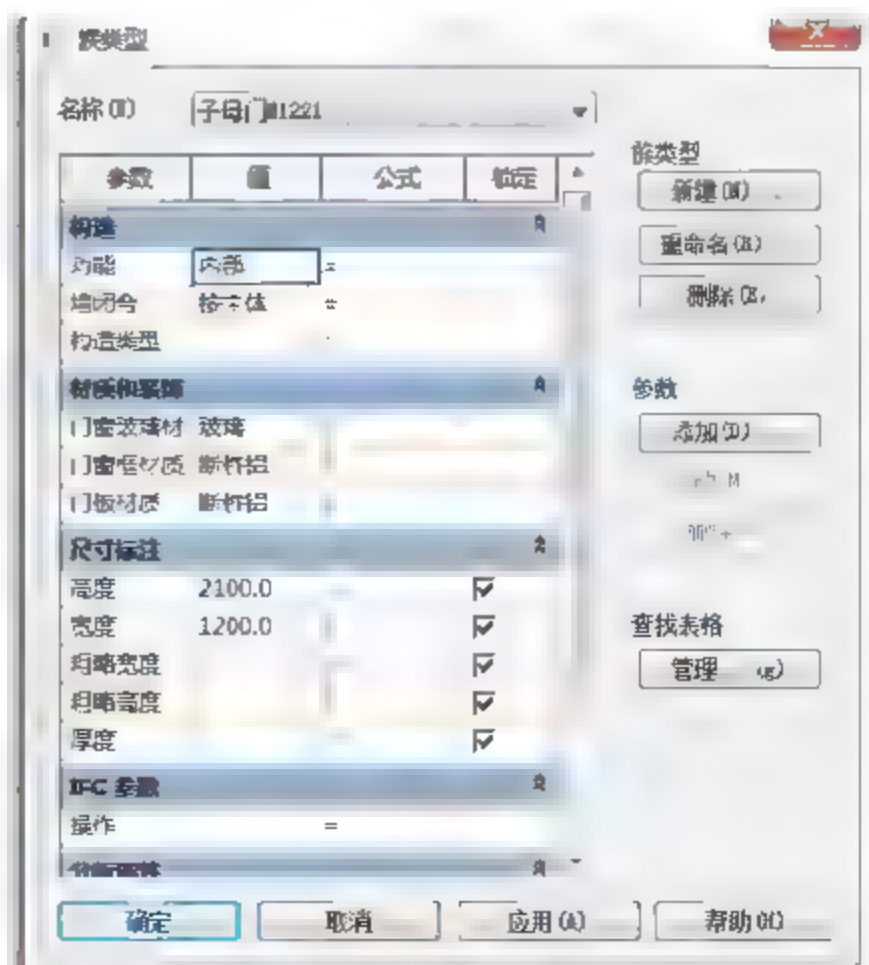 族类型
名称(N) 子母门M1221
参数 值 公式 锁定
族类型
新建(N)
构造
重命名(R)
功能 内部 =
墙闭合 按主体 =
删除(E)
构造类型
材质和装饰
参数
门窗玻璃材 玻璃
添加(D)
门窗框材质 断桥铝
门板材质 断桥铝
尺寸标注
高度 2100.0 =
宽度 1200.0
查找表格
粗略宽度
管理
粗略高度
厚度 =
IFC 参数
操作 =
确定 取消 应用(A) 帮助(H)